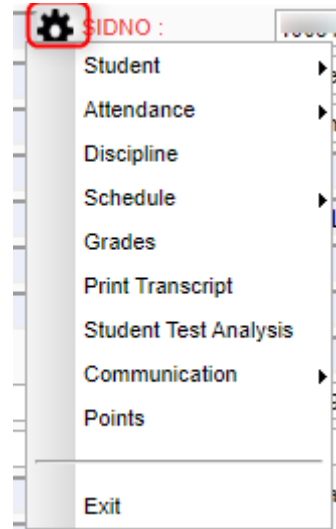 SIDNO :
Student
Attendance
Discipline
Schedule
Grades
Print Transcript
Student Test Analysis
Communication
Points
Exit